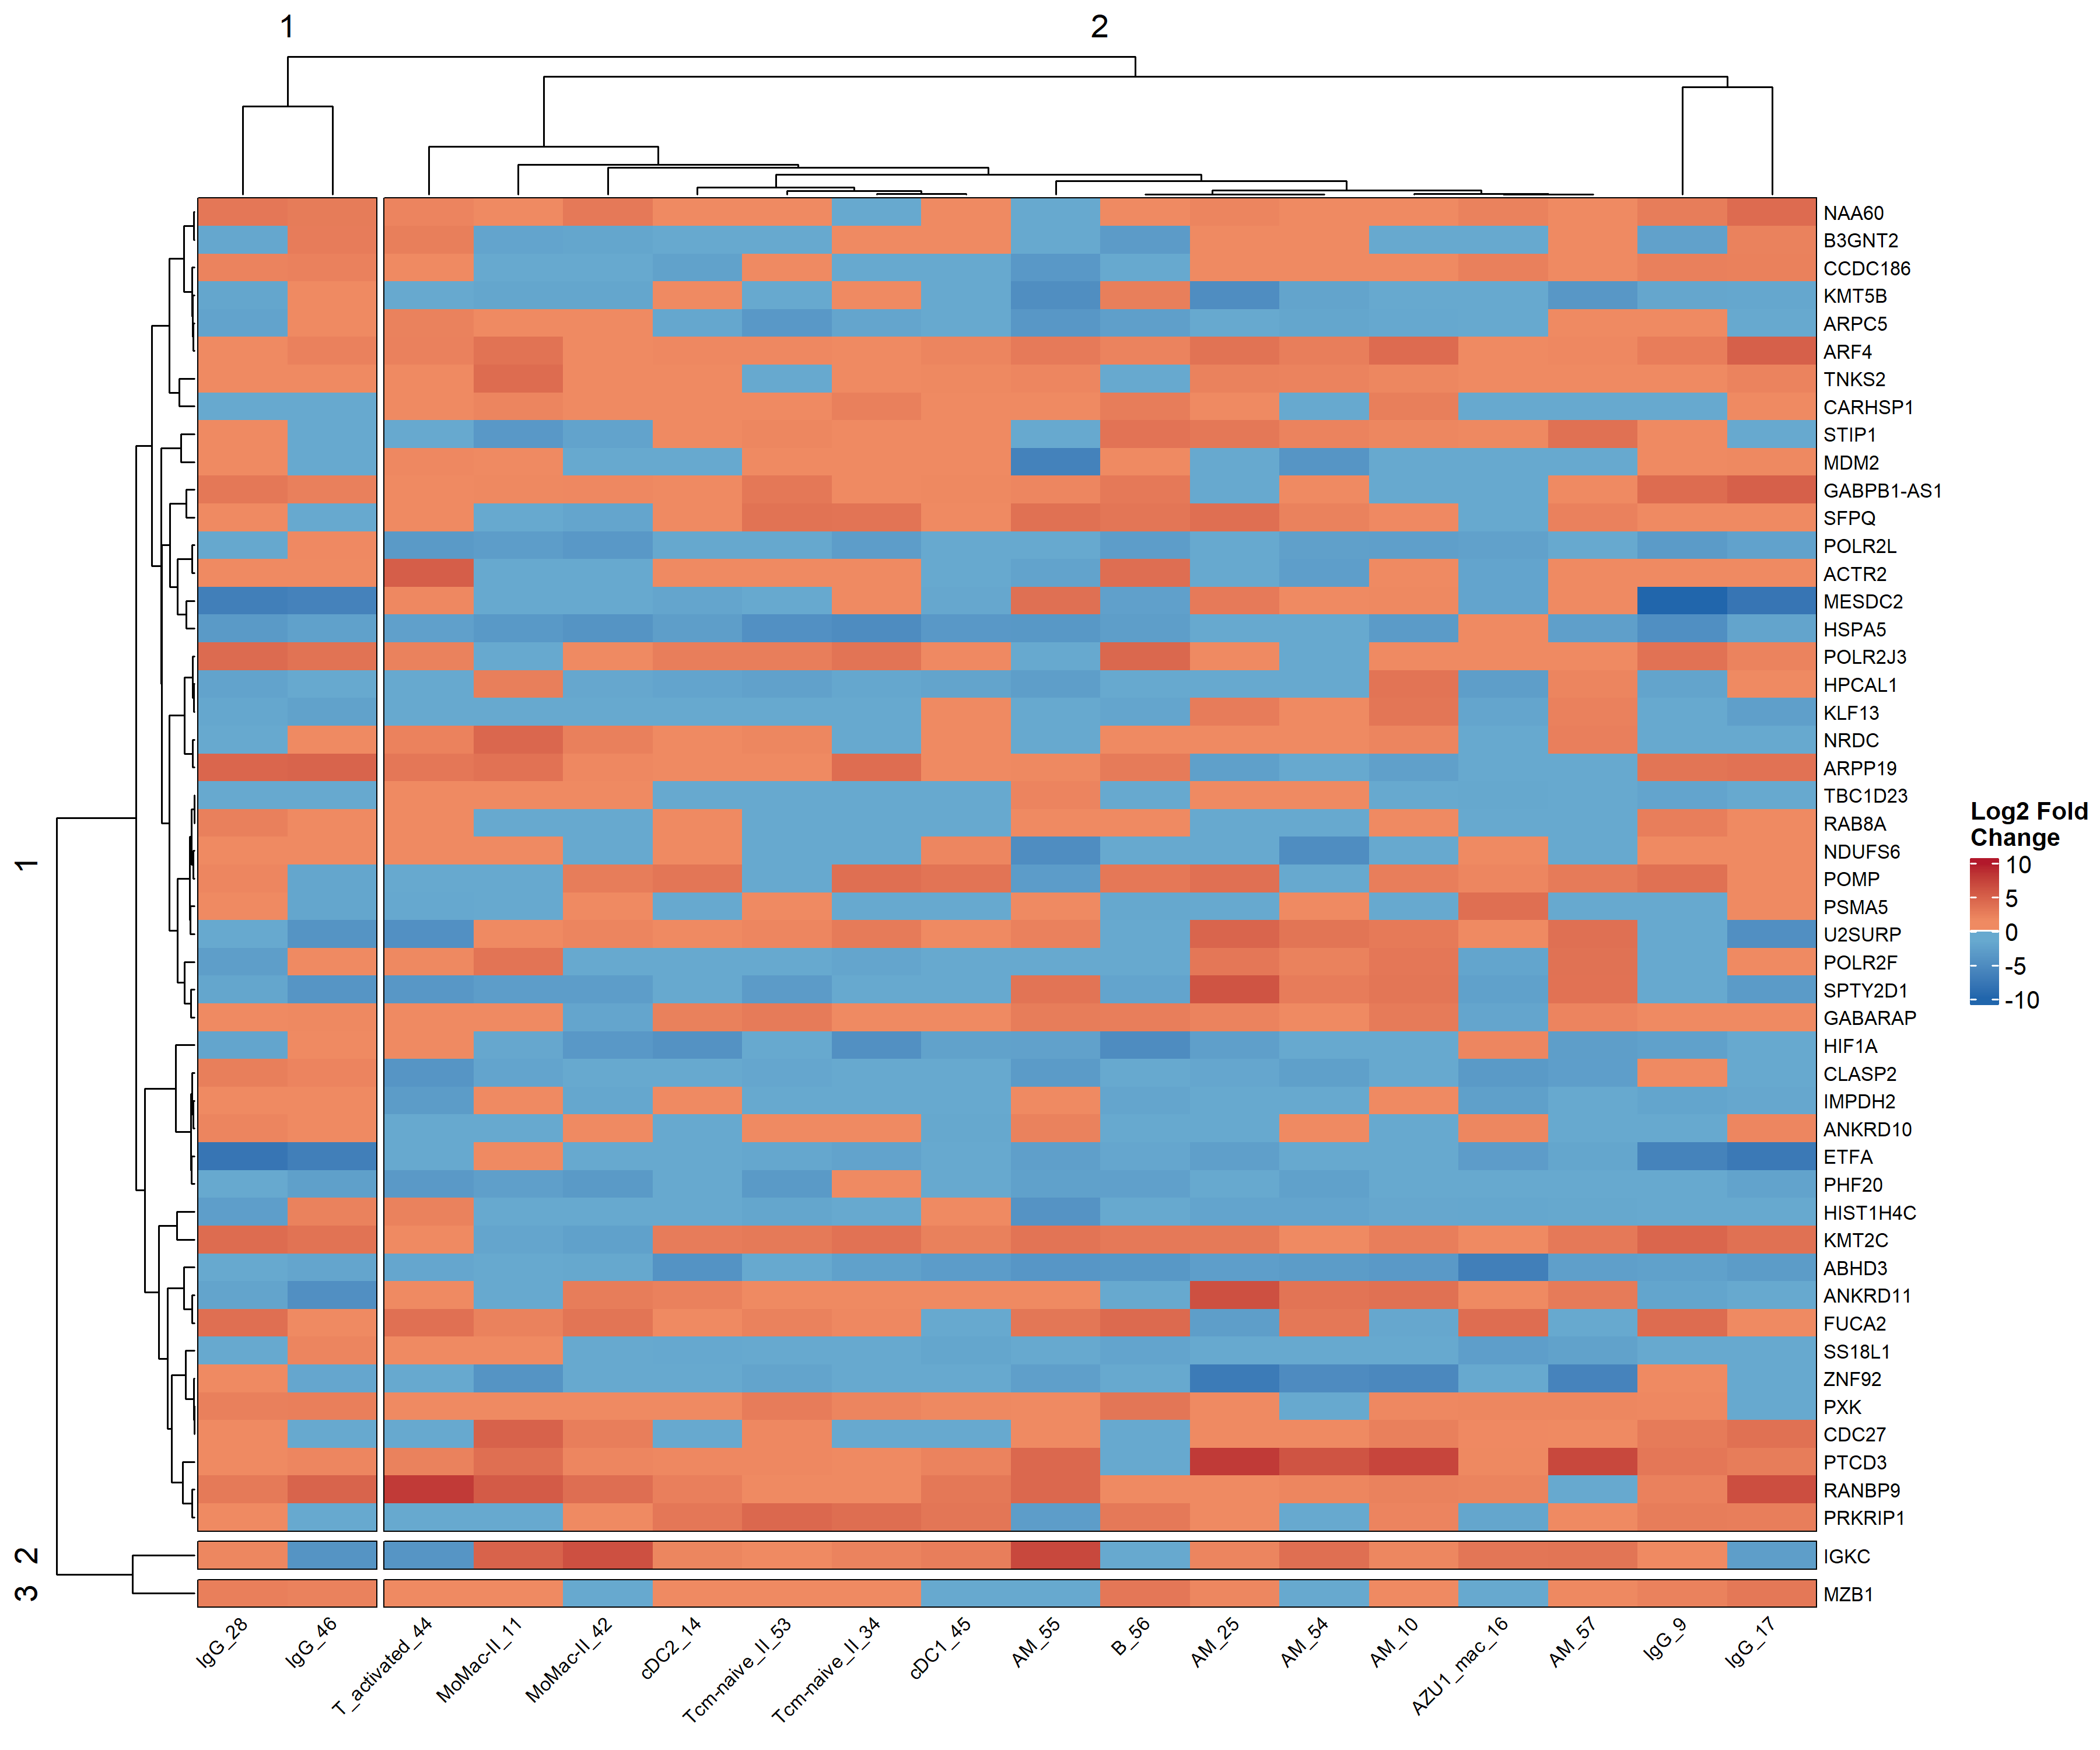 1
2
NAA60
B3GNT2
CCDC186
KMT5B
ARPC5
ARF4
TNKS2
CARHSP1
STIP1
MDM2
GABPB1-AS1
SFPQ
POLR2L
ACTR2
MESDC2
HSPA5
POLR2J3
HPCAL1
KLF13
NRDC
ARPP19
TBC1D23
RAB8A
NDUFS6
POMP
PSMA5
U2SURP
POLR2F
SPTY2D1
GABARAP
HIF1A
CLASP2
IMPDH2
ANKRD10
ETFA
PHF20
HIST1H4C
KMT2C
ABHD3
ANKRD11
FUCA2
SS18L1
ZNF92
PXK
CDC27
PTCD3
RANBP9
PRKRIP1
IGKC
MZB1
1
2
3
IgG_28
IgG_46
T_activated_44
MoMac-II_11
MoMac-II_42
cDC2_14
Tcm-naive_II_53
Tcm-naive_II_34
cDC1_45
AM_55
B_56
AM_25
AM_54
AM_10
AZU1_mac_16
AM_57
IgG_9
IgG_17
Log2 Fold
Change
10
5
0
-5
-10